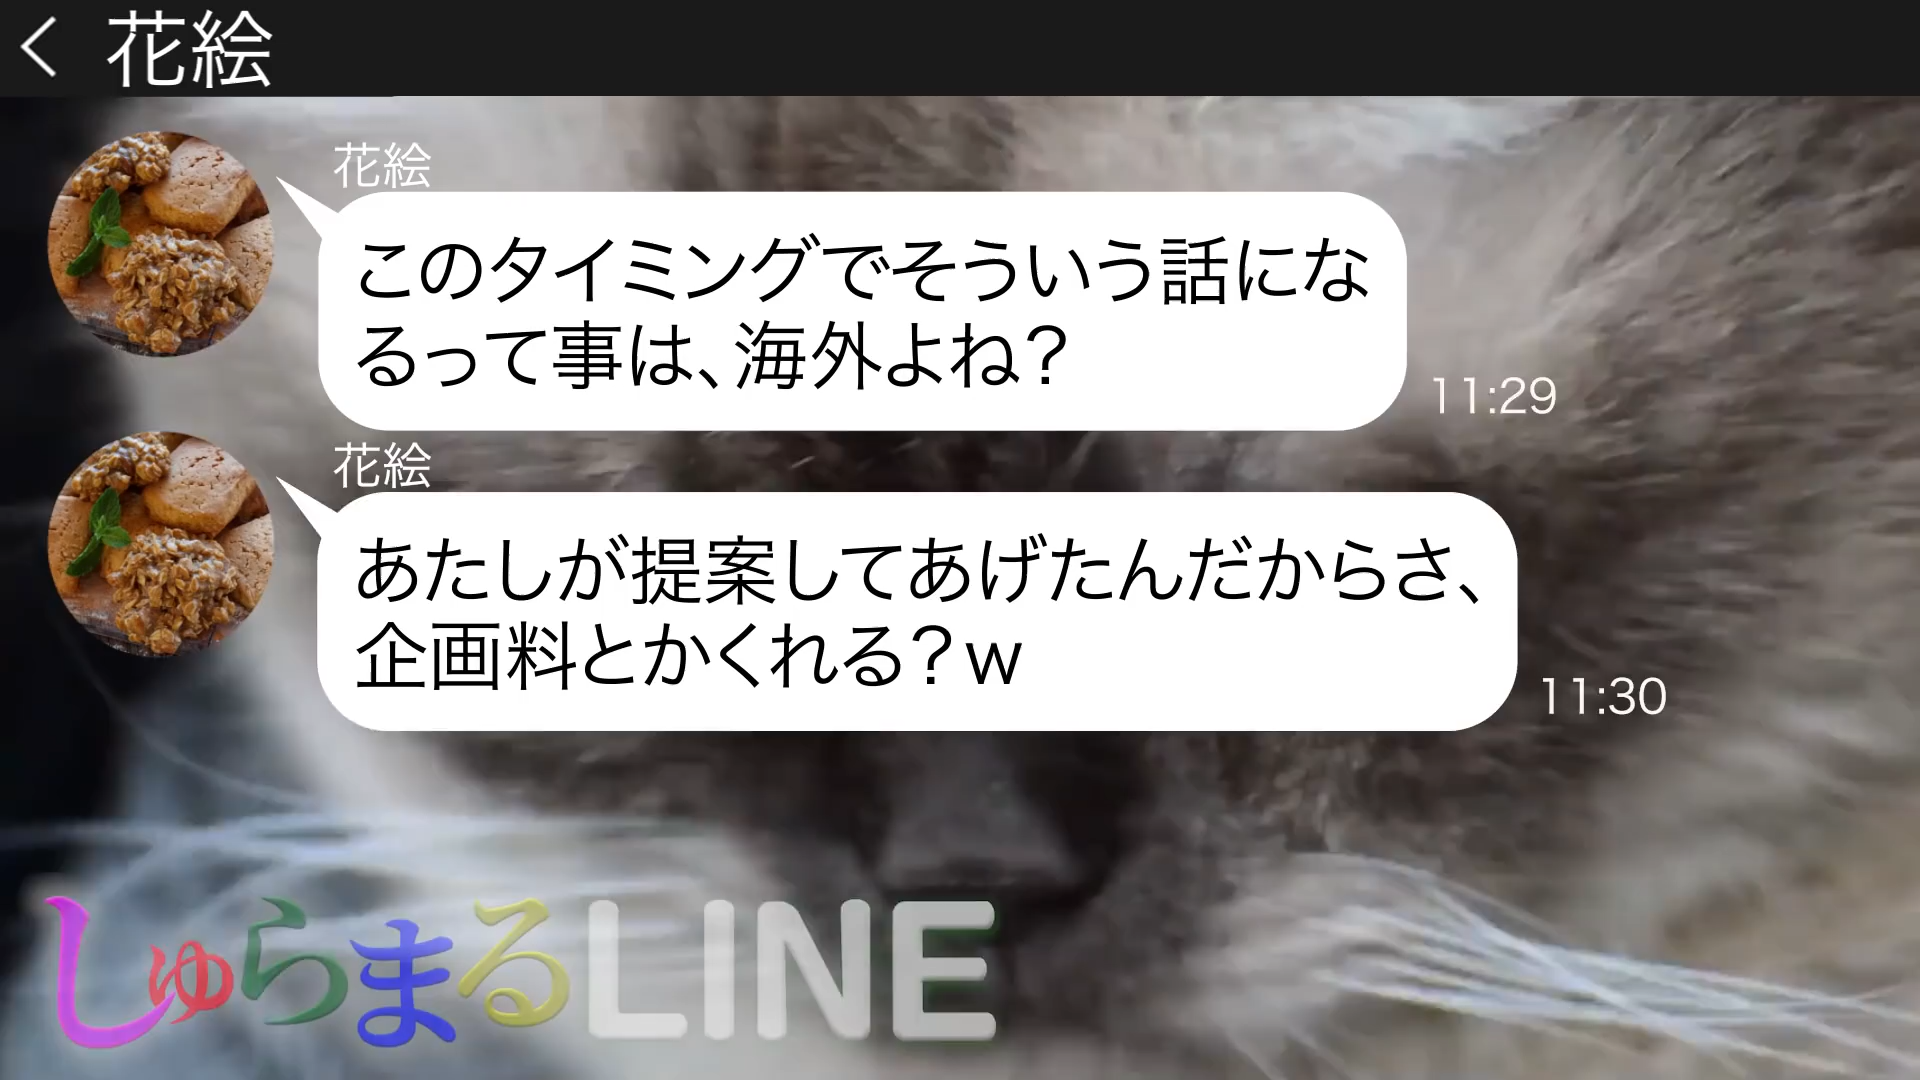 花絵
花絵
このタイミングでそういう話にな
るって事は、海外よね？
11:29
花絵
あたしが提案してあげたんだからさ、
企画料とかくれる？w
11:30
しゅらまるLINE